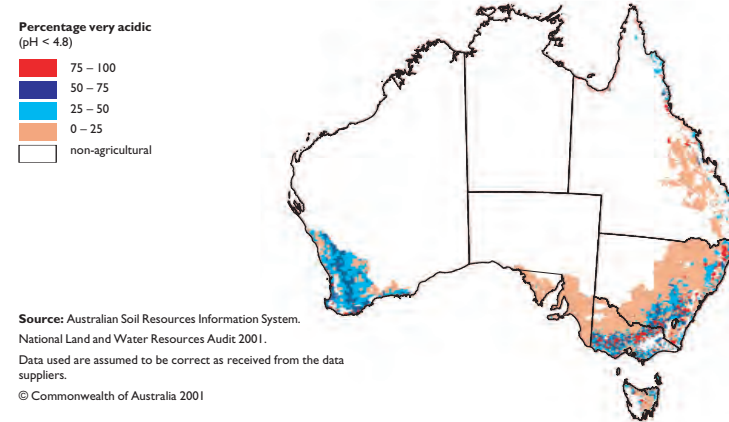 Percentage very acidic
(pH < 4.8)
75 – 100
50 – 75
25 – 50
0 – 25
non-agricultural
Source: Australian Soil Resources Information System.
National Land and Water Resources Audit 2001.
Data used are assumed to be correct as received from the data
suppliers.
© Commonwealth of Australia 2001